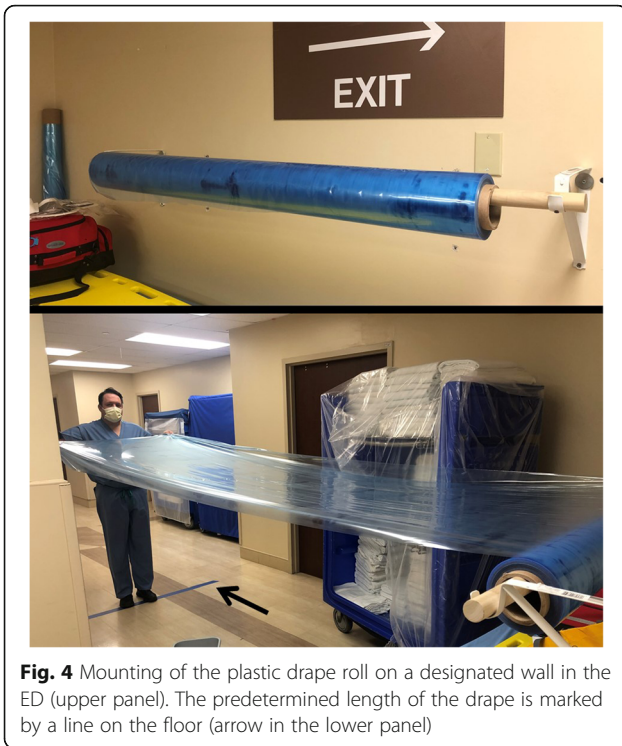 EXIT
Fig. 4 Mounting of the plastic drape roll on a designated wall in the
ED (upper panel). The predetermined length of the drape is marked
by a line on the floor (arrow in the lower panel)